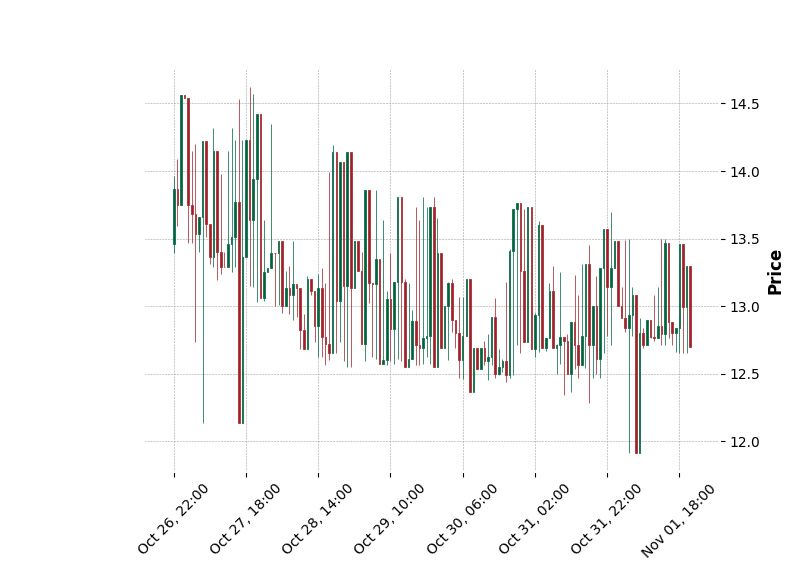 14.5
14.0
13.5
13.0
12.5
12.0
Price
Oct 26, 22:00
Oct 27, 18:00
Oct 28, 14:00
Oct 29, 10:00
Oct 30, 06:00
Oct 31, 02:00
Oct 31, 22:00
Nov 01, 18:00